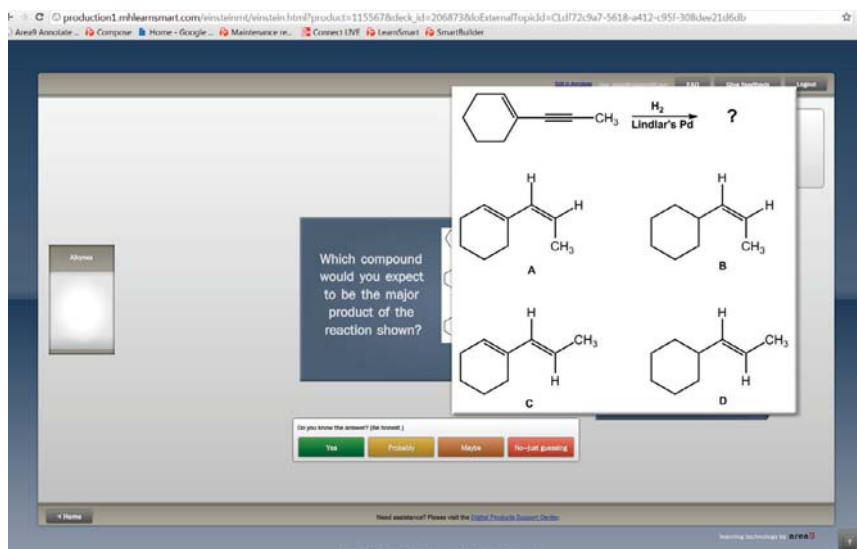 production1.mhlearnsmart.com/einsteinmt/einstein.html?product=115567&deck_id=206873&doExternalTopicId=CLdf72c9a7-5618-a412-c95f-308dee21d6db
Area9 Annotate ... Compose Home - Google ... Maintenance re... Connect LIVE LearnSmart SmartBuilder
FAQ Give feedback Logout
H₂
CH₃ Lindlar's Pd ?
H H
H H
CH₃ CH₃
A B
Alkynes
Which compound
would you expect
to be the major
product of the
reaction shown?
H H
CH₃ CH₃
H H
C D
Do you know the answer? (Be honest.)
Yes Probably Maybe No—just guessing
Home
Need assistance? Please visit the Digital Products Support Center.
learning technology by area9